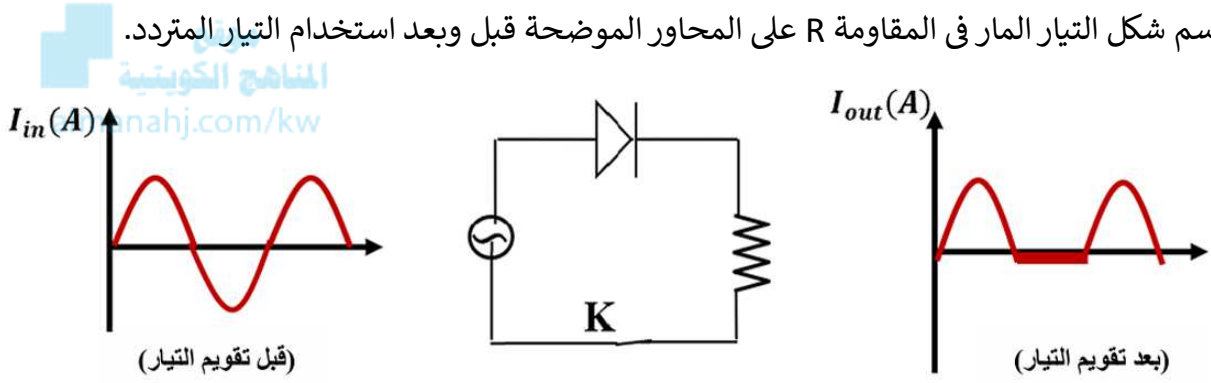 سم شكل التيار المار في المقاومة R على المحاور الموضحة قبل وبعد استخدام التيار المتردد.
موقع
المناهج الكويتية
almanahj.com/kw
I_in(A)
I_out(A)
K
(قبل تقويم التيار)
(بعد تقويم التيار)